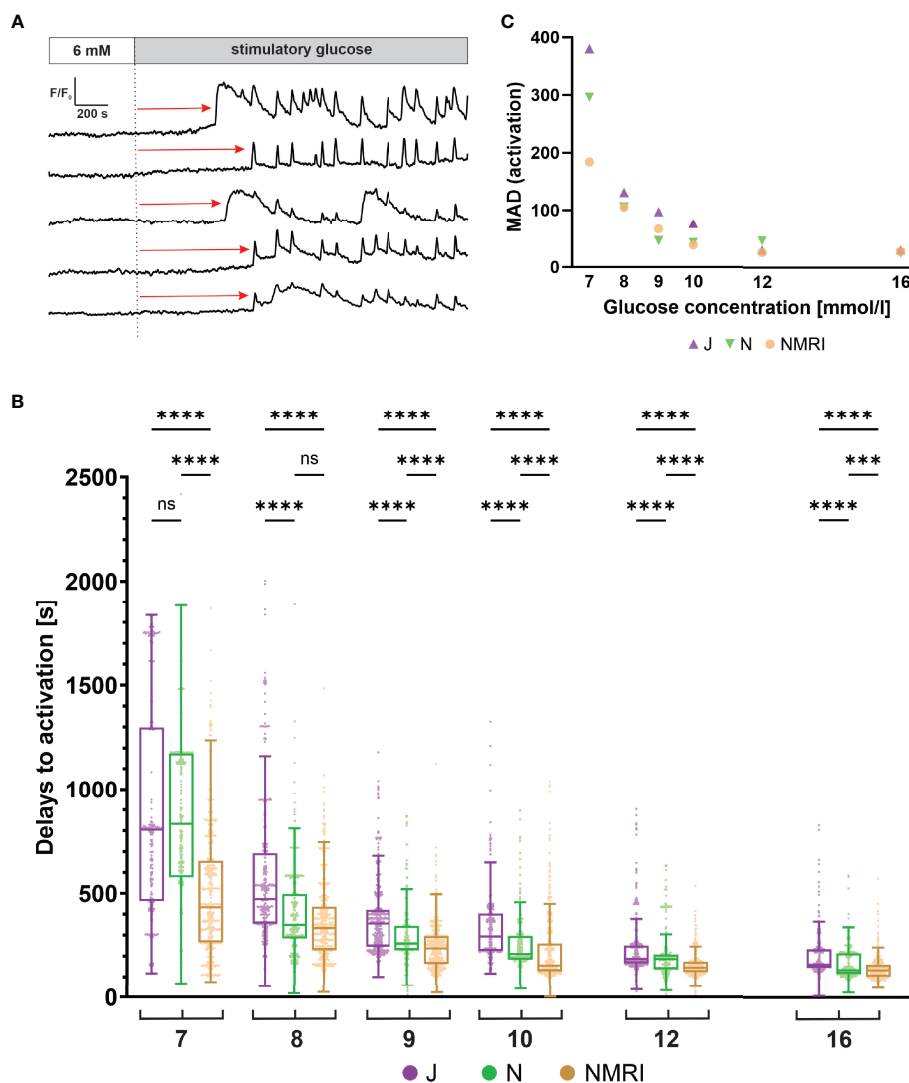 A
6 mM
stimulatory glucose
F/F₀
200 s
C
MAD (activation)
400
300
200
100
0
7 8 9 10 12 16
Glucose concentration [mmol/l]
J N NMRI
B
**** **** **** **** **** ****
**** ns **** **** **** ***
ns **** **** **** **** ****
Delays to activation [s]
2500
2000
1500
1000
500
0
7 8 9 10 12 16
J N NMRI